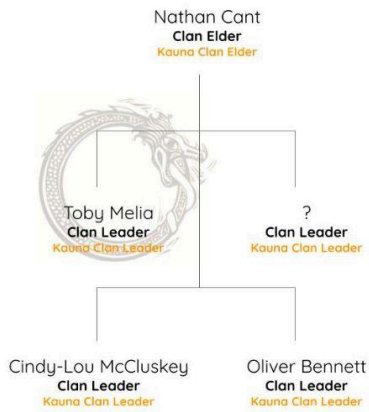 Nathan Cant
Clan Elder
Kauna Clan Elder
Toby Melia
Clan Leader
Kauna Clan Leader
?
Clan Leader
Kauna Clan Leader
Cindy-Lou McCluskey
Clan Leader
Kauna Clan Leader
Oliver Bennett
Clan Leader
Kauna Clan Leader